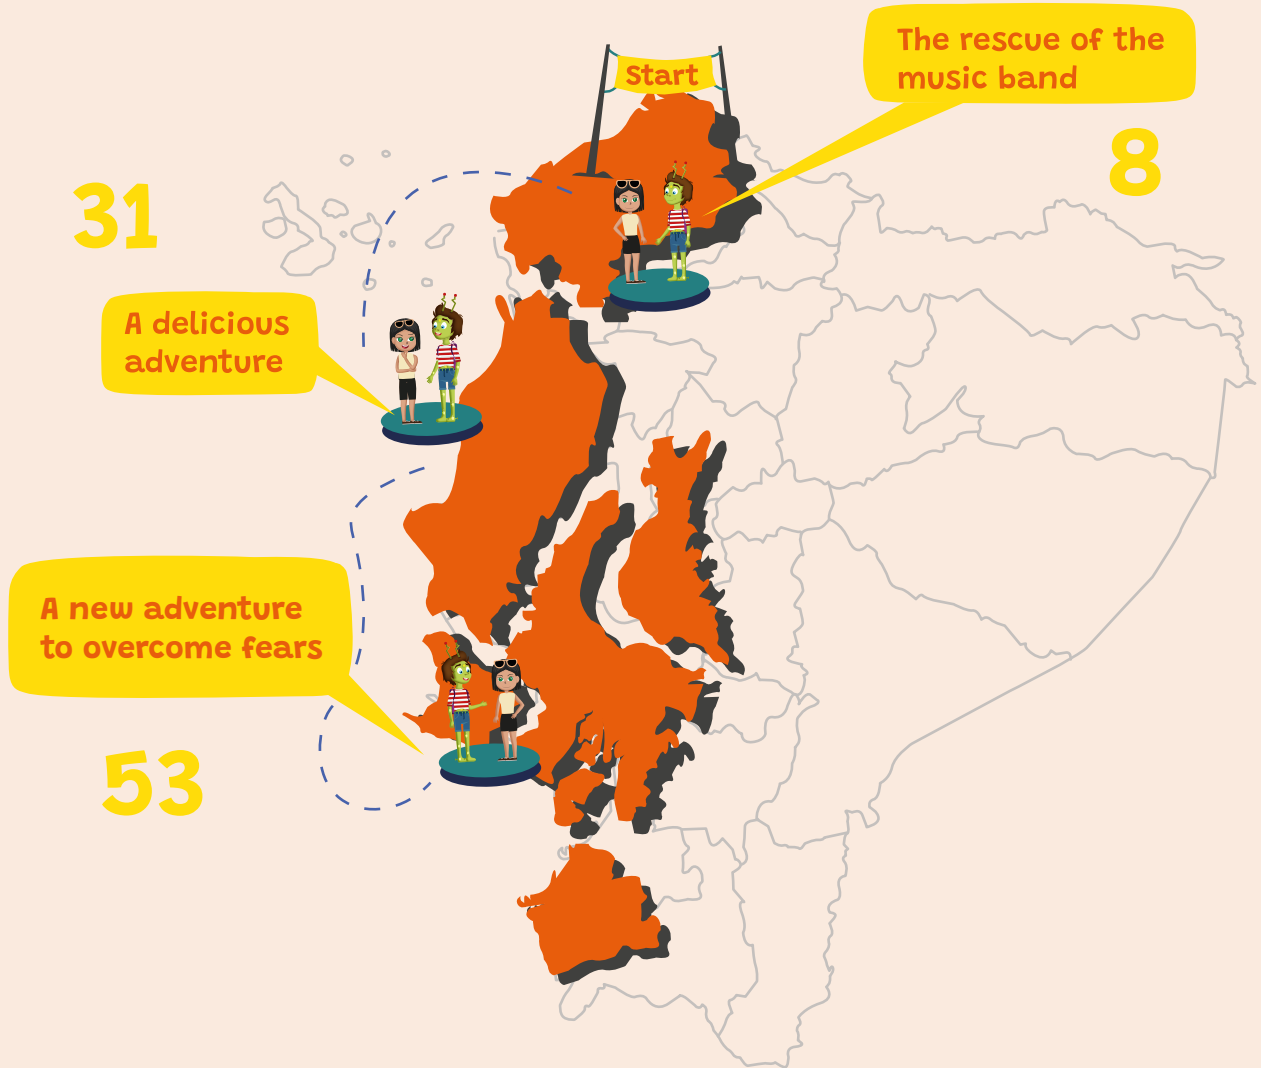 Start
The rescue of the
music band
8
31
A delicious
adventure
A new adventure
to overcome fears
53